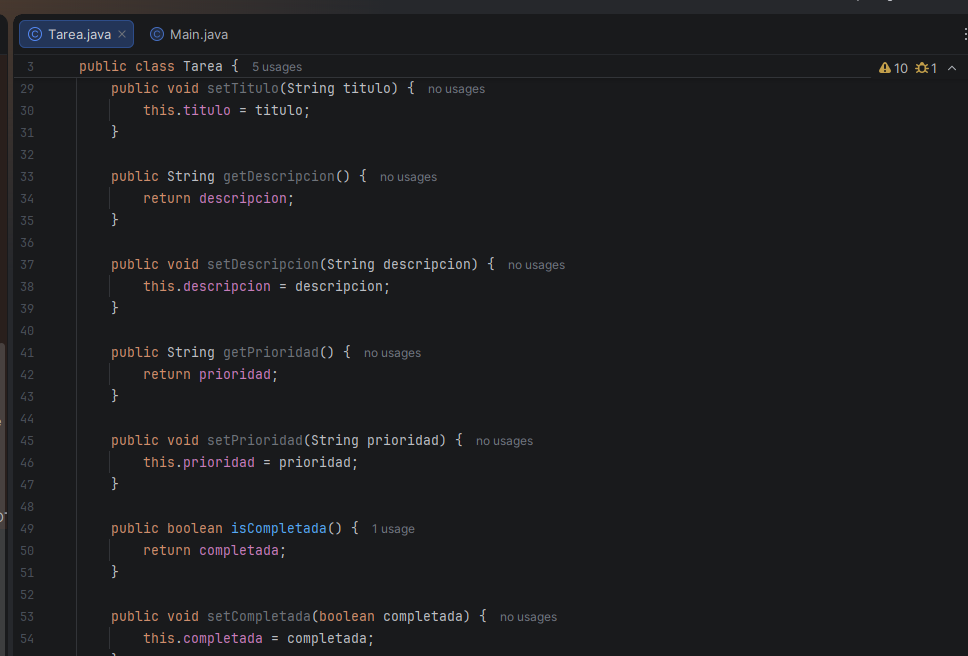 Tarea.java
Main.java
3 public class Tarea { 5 usages
10 1
29 public void setTitulo(String titulo) { no usages
30 this.titulo = titulo;
31 }
32
33 public String getDescripcion() { no usages
34 return descripcion;
35 }
36
37 public void setDescripcion(String descripcion) { no usages
38 this.descripcion = descripcion;
39 }
40
41 public String getPrioridad() { no usages
42 return prioridad;
43 }
44
45 public void setPrioridad(String prioridad) { no usages
46 this.prioridad = prioridad;
47 }
48
49 public boolean isCompletada() { 1 usage
50 return completada;
51 }
52
53 public void setCompletada(boolean completada) { no usages
54 this.completada = completada;